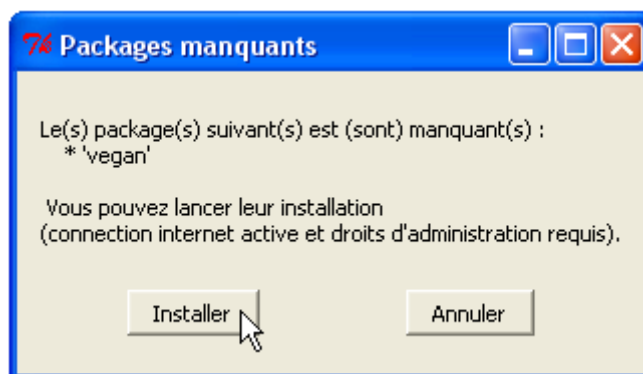 Packages manquants
Le(s) package(s) suivant(s) est (sont) manquant(s) :
* 'vegan'
Vous pouvez lancer leur installation
(connection internet active et droits d'administration requis).
Installer
Annuler